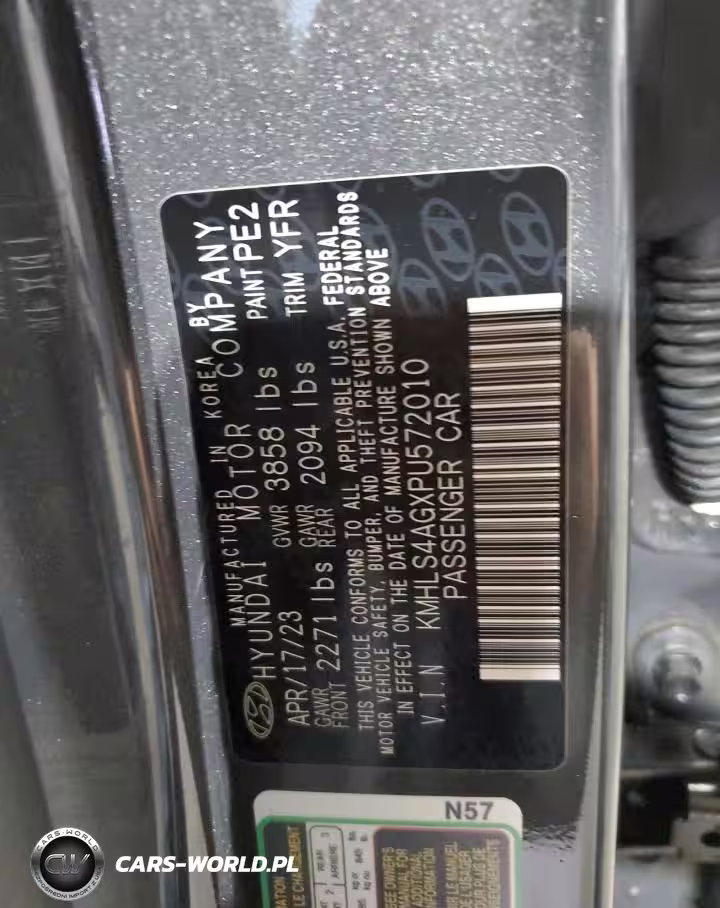 MANUFACTURED IN KOREA BY
HYUNDAI MOTOR COMPANY
APR/17/23 GVWR 3858 lbs PAINT PE2
GAWR FRONT 2271 lbs GAWR REAR 2094 lbs TRIM YFR
THIS VEHICLE CONFORMS TO ALL APPLICABLE U.S.A. FEDERAL
MOTOR VEHICLE SAFETY, BUMPER, AND THEFT PREVENTION STANDARDS
IN EFFECT ON THE DATE OF MANUFACTURE SHOWN ABOVE
V.I.N KMHLS4AGXPU572010
PASSENGER CAR
N57
CARS-WORLD.PL